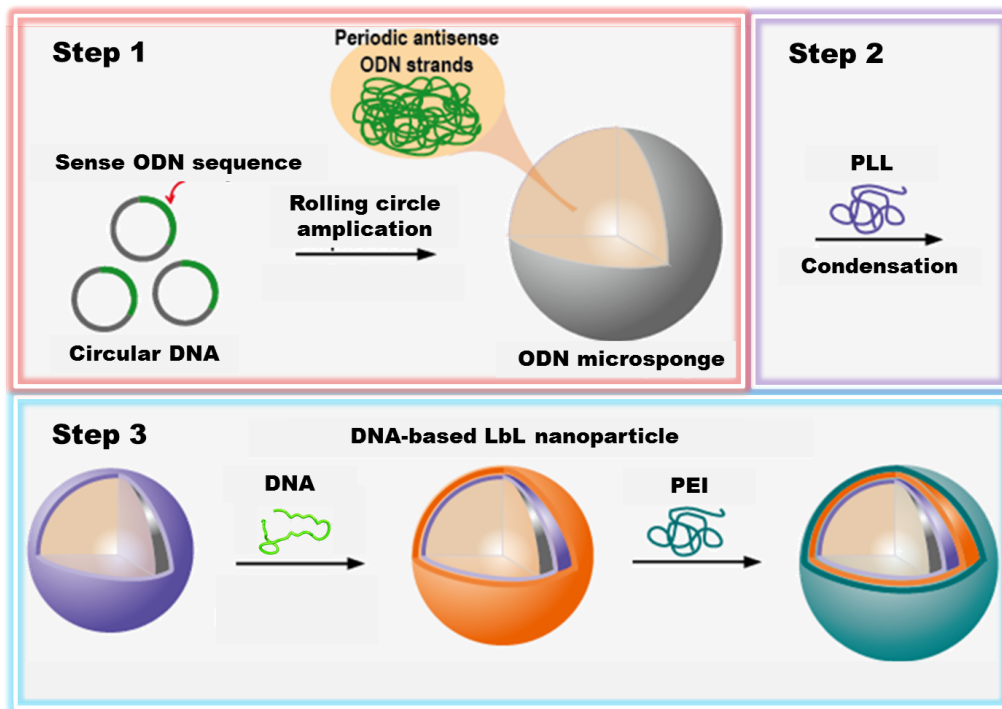 Step 1
Periodic antisense
ODN strands
Sense ODN sequence
Rolling circle
amplication
Circular DNA
ODN microsponge
Step 2
PLL
Condensation
Step 3
DNA-based LbL nanoparticle
DNA
PEI